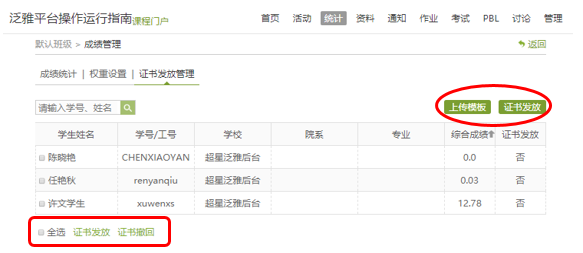 泛雅平台操作运行指南 课程门户 首页 活动 统计 资料 通知 作业 考试 PBL 讨论 管理
默认班级 > 成绩管理 返回
成绩统计 | 权重设置 | 证书发放管理
请输入学号、姓名 上传模板 证书发放
学生姓名 学号/工号 学校 院系 专业 综合成绩 证书发放
陈晓艳 CHENXIAOYAN 超星泛雅后台 0.0 否
任艳秋 renyanqiu 超星泛雅后台 0.03 否
许文学生 xuwenxs 超星泛雅后台 12.78 否
全选 证书发放 证书撤回